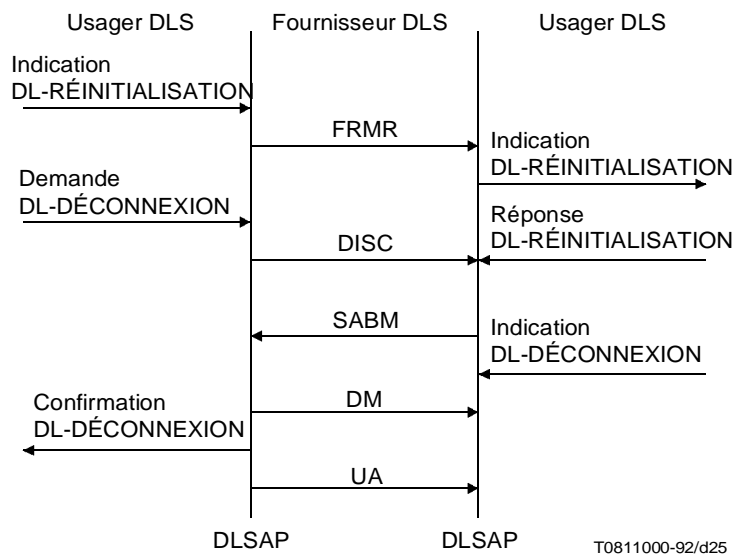 Usager DLS
Fournisseur DLS
Usager DLS
Indication
DL-RÉINITIALISATION
FRMR
Indication
DL-RÉINITIALISATION
Demande
DL-DÉCONNEXION
Réponse
DL-RÉINITIALISATION
DISC
SABM
Indication
DL-DÉCONNEXION
Confirmation
DL-DÉCONNEXION
DM
UA
DLSAP
DLSAP
T0811000-92/d25